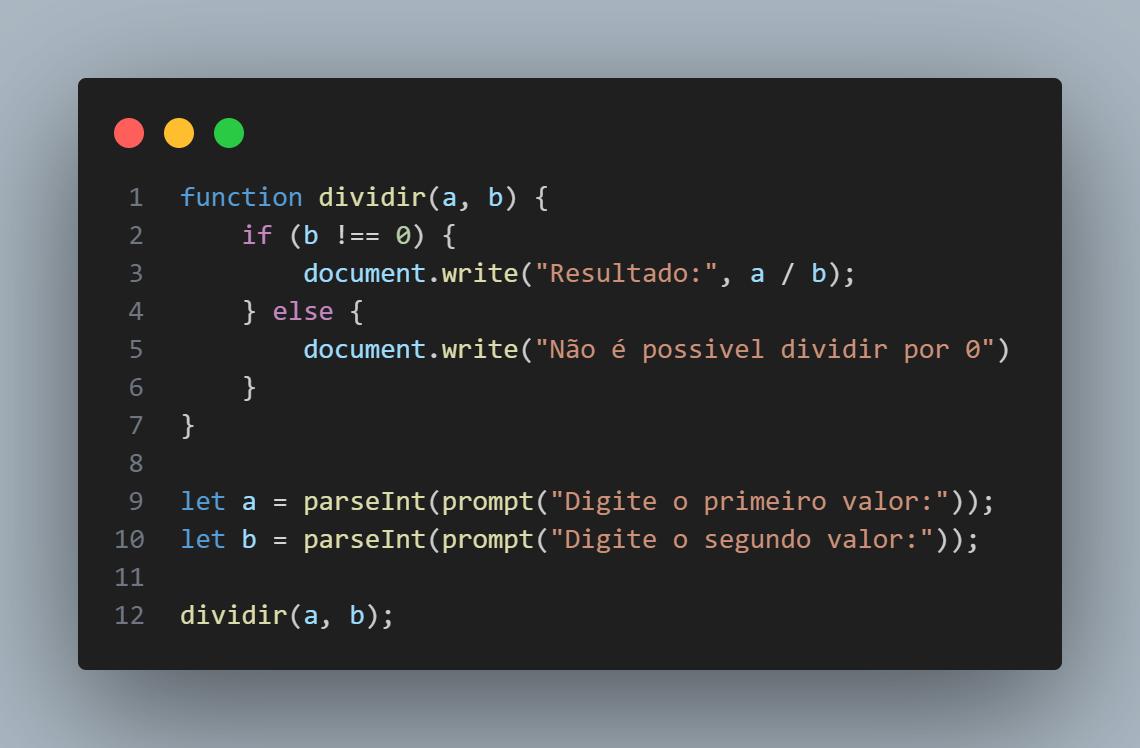 1 function dividir(a, b) {
2     if (b !== 0) {
3         document.write("Resultado:", a / b);
4     } else {
5         document.write("Não é possivel dividir por 0")
6     }
7 }
8
9 let a = parseInt(prompt("Digite o primeiro valor:"));
10 let b = parseInt(prompt("Digite o segundo valor:"));
11
12 dividir(a, b);